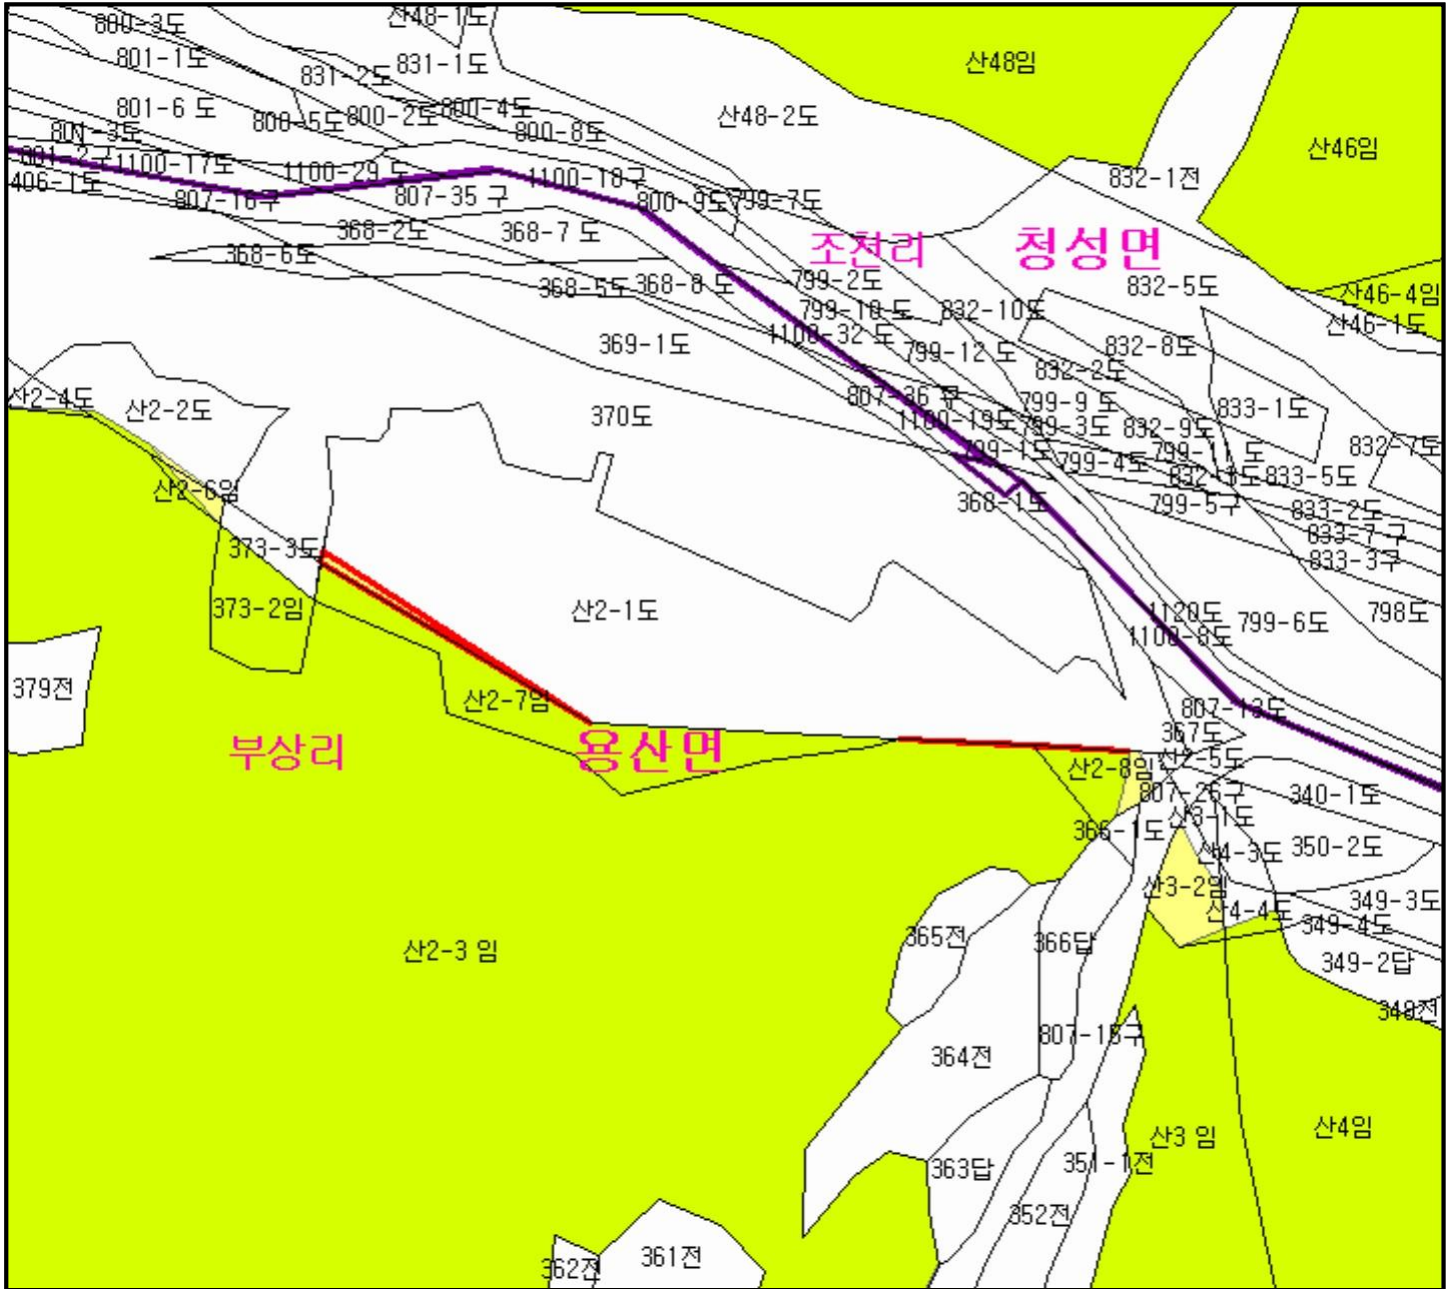 800-3도
산48-1도
801-1도
831-2도
831-1도
산48임
801-6 도
800-5도
800-2도
800-4도
800-8도
산48-2도
801-3도
산46임
801-2구
1100-17도
1100-29 도
1100-18구
832-1전
406-1도
807-16구
807-35 구
800-9도
799-7도
368-2도
368-7 도
조천리
청성면
368-6도
368-5도
368-8 도
799-2도
832-5도
산46-4임
799-10 도
832-10도
산46-1도
1100-32 도
369-1도
799-12 도
832-8도
832-2도
산2-4도
산2-2도
370도
807-36 구
799-9 도
833-1도
1100-19도
799-3도
832-9도
832-7도
799-1도
799-4도
산2-6임
832-3도
833-5도
368-1도
799-5구
833-2도
833-7 구
373-3도
833-3구
373-2임
산2-1도
1120도
799-6도
798도
1100-8도
379전
산2-7임
807-13도
367도
부상리
용산면
산2-5도
산2-8임
807-26구
340-1도
366-1도
산3-1도
산4-3도
350-2도
산3-2임
349-3도
산4-4도
349-4도
365전
366답
산2-3 임
349-2답
348전
807-15구
364전
산3 임
산4임
363답
351-1전
352전
361전
362전